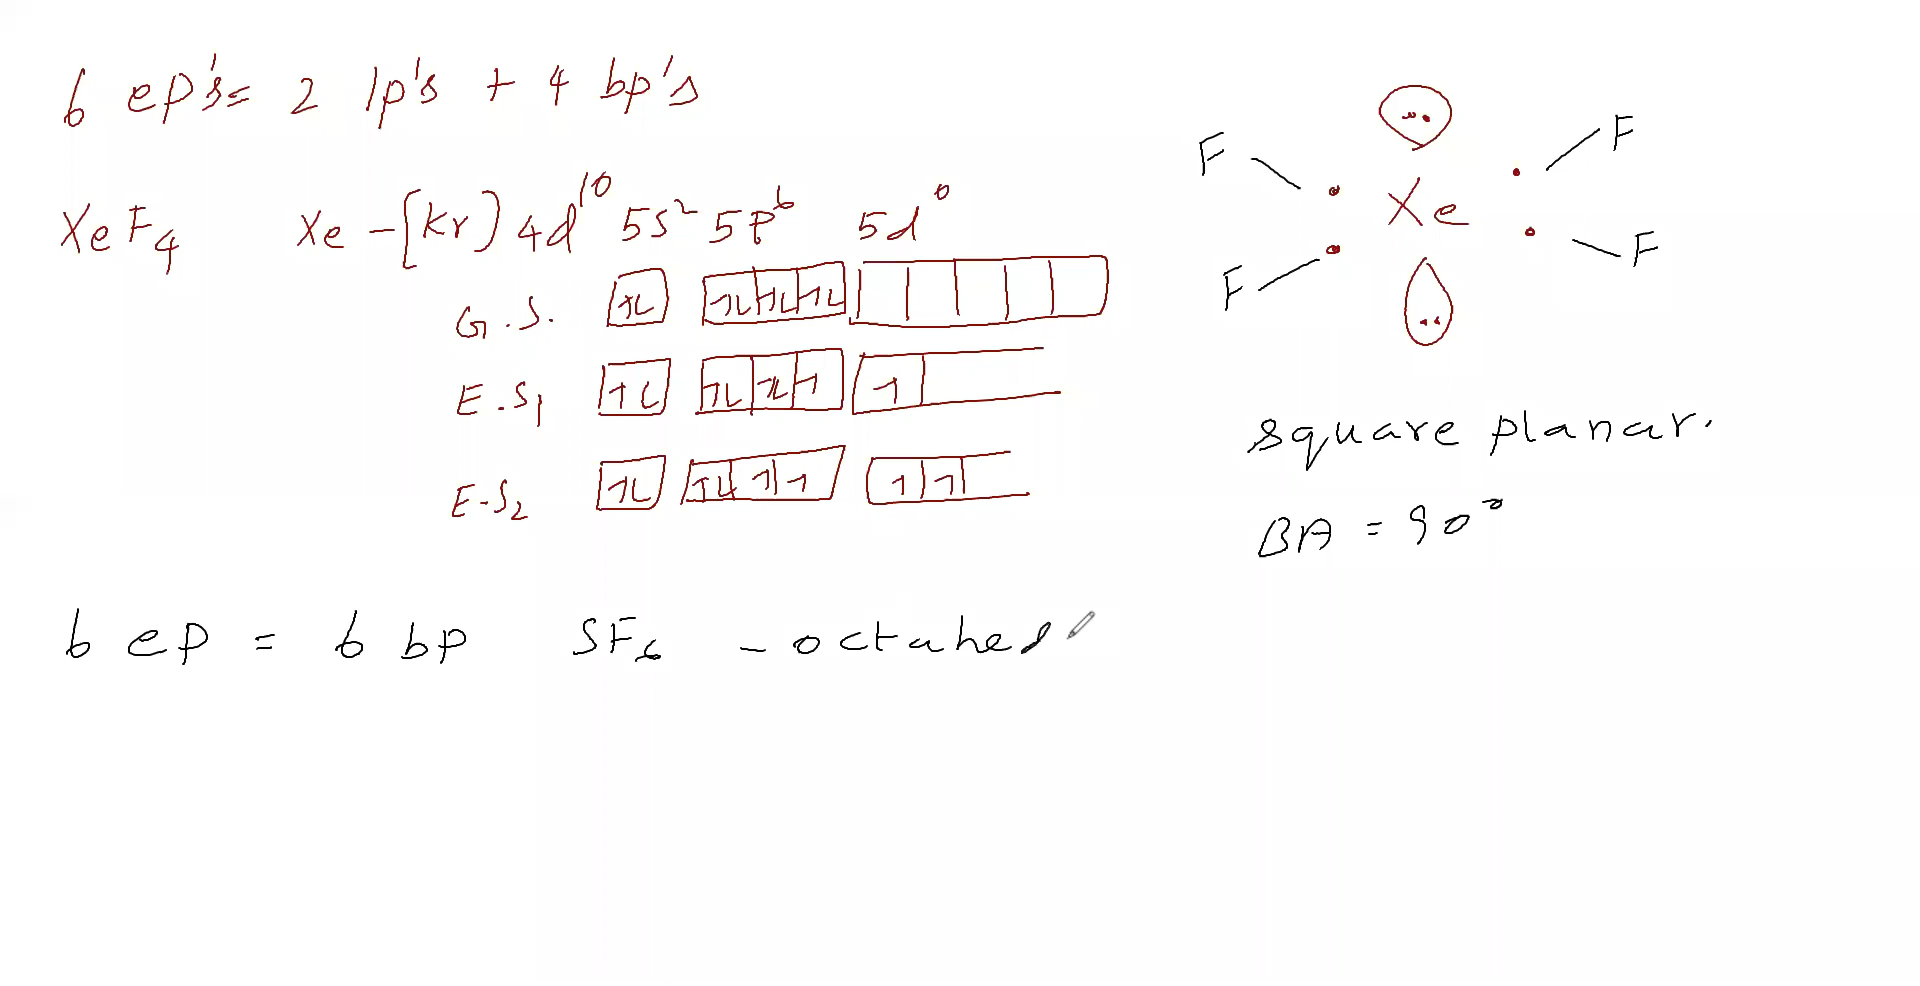 6 ep's = 2 lp's + 4 bp's
XeF₄ Xe - [Kr] 4d¹⁰ 5s² 5p⁶ 5d⁰
G.S.
E.S₁
E-S₂
F F
Xe
F F
square planar.
BA = 90°
6 ep = 6 bp SF₆ - octahed